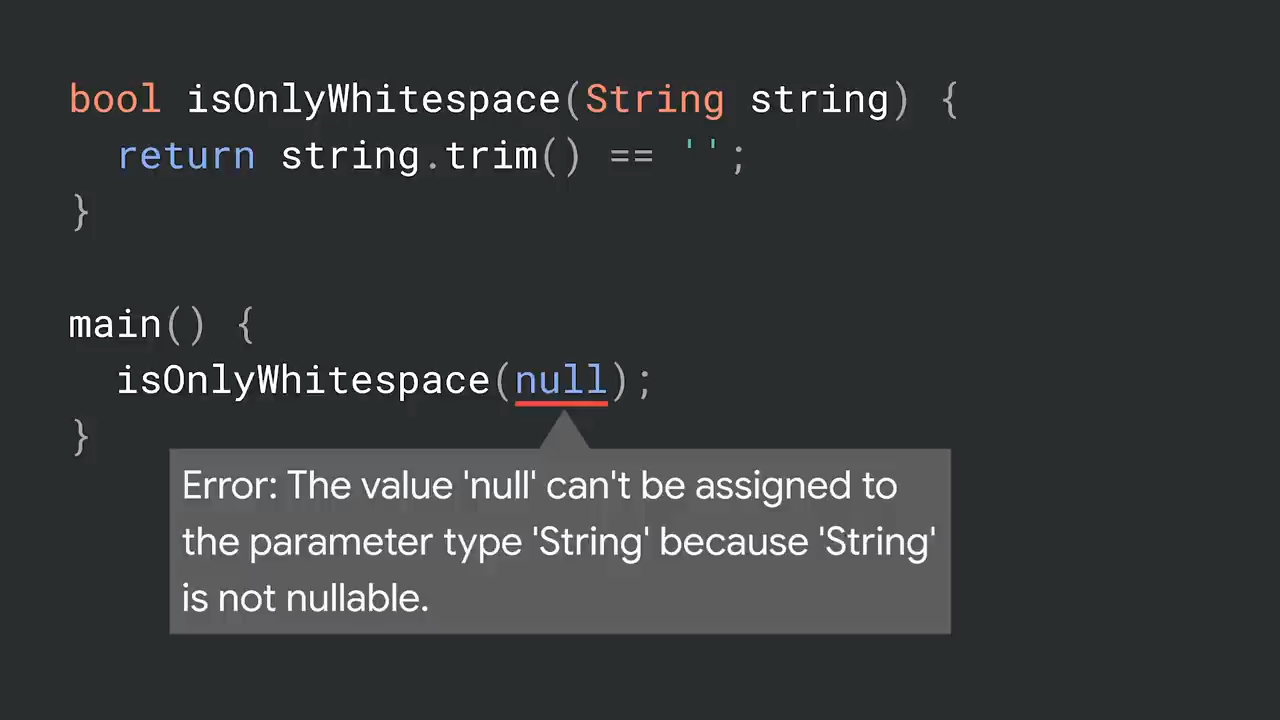 bool isOnlyWhitespace(String string) {
  return string.trim() == '';
}
main() {
  isOnlyWhitespace(null);
}
Error: The value 'null' can't be assigned to
the parameter type 'String' because 'String'
is not nullable.